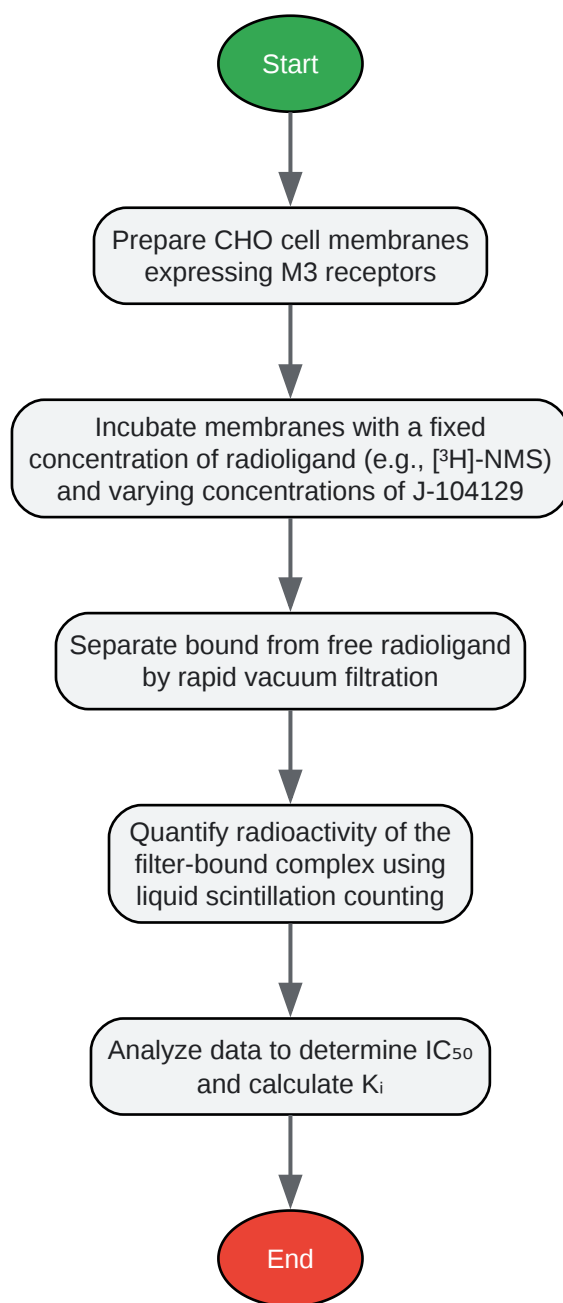 Start
Prepare CHO cell membranes
expressing M3 receptors
Incubate membranes with a fixed
concentration of radioligand (e.g., [³H]-NMS)
and varying concentrations of J-104129
Separate bound from free radioligand
by rapid vacuum filtration
Quantify radioactivity of the
filter-bound complex using
liquid scintillation counting
Analyze data to determine IC₅₀
and calculate Kᵢ
End